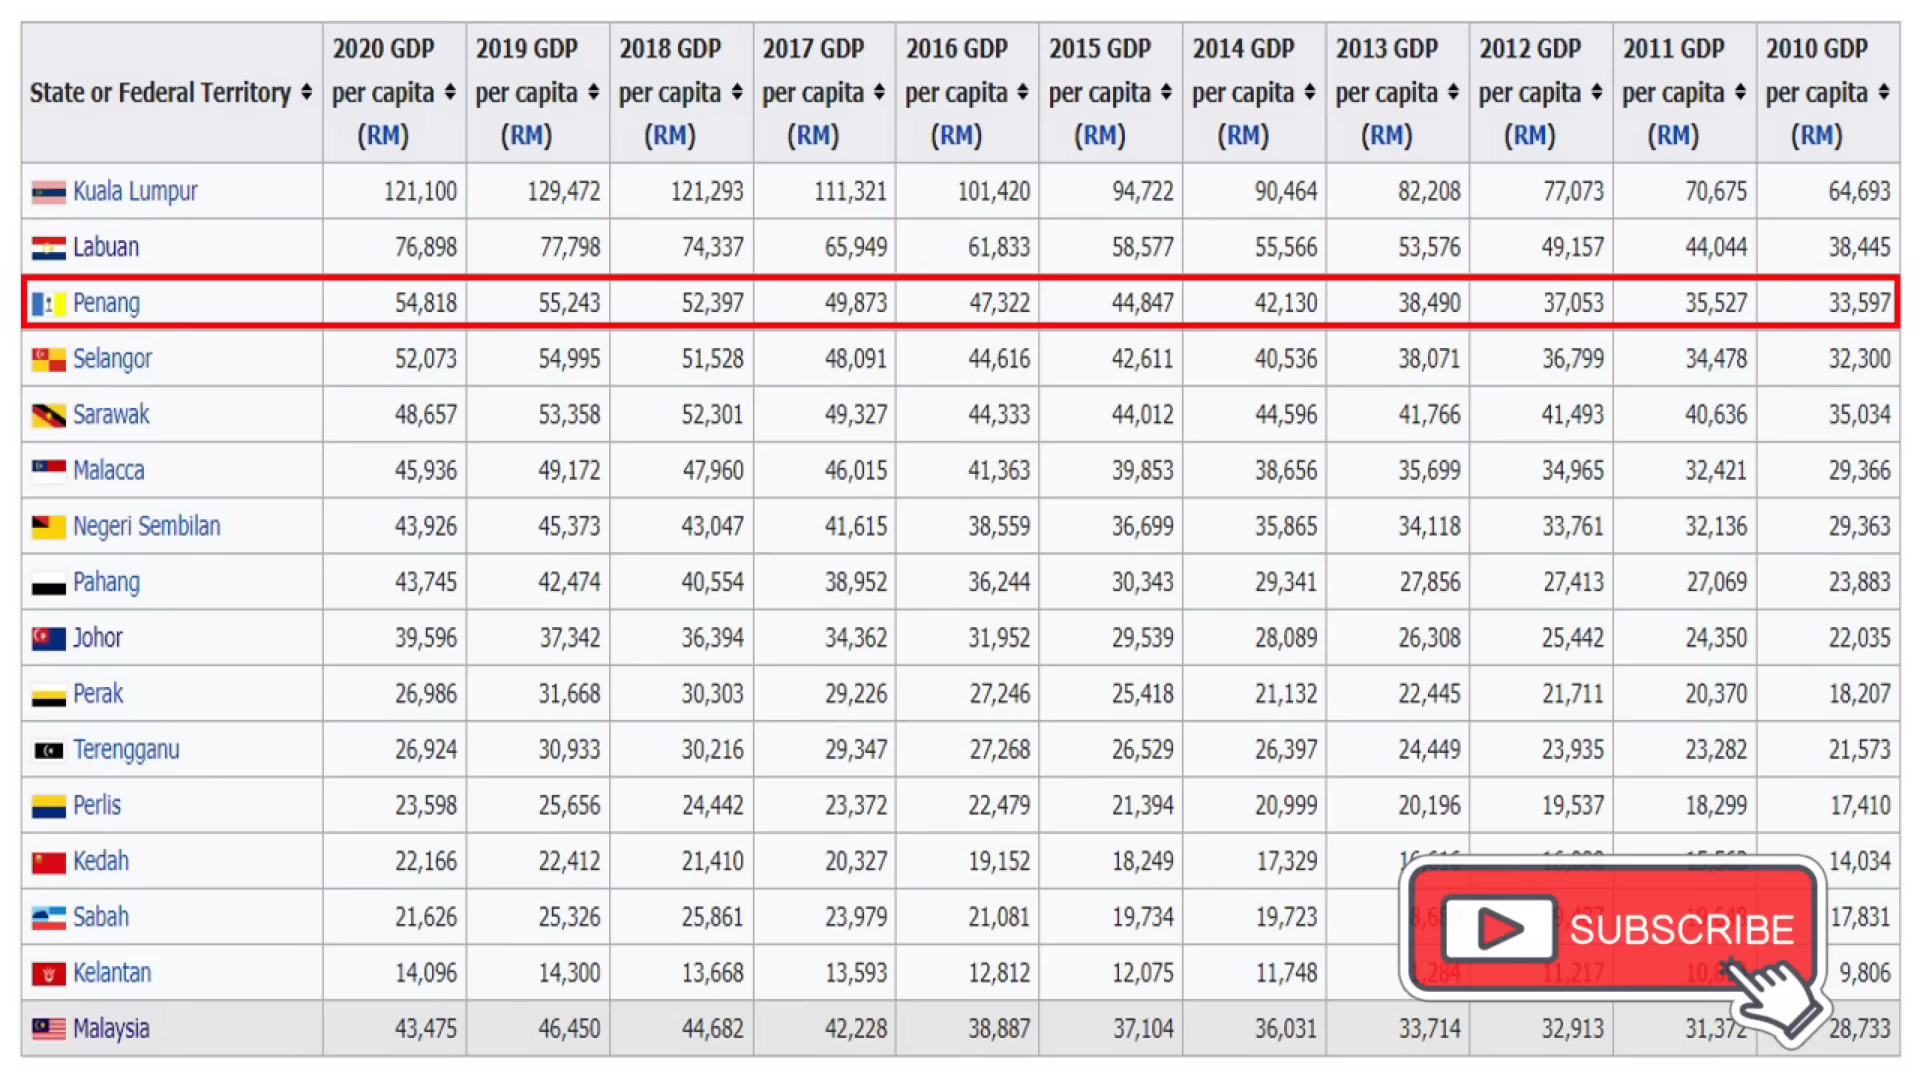 State or Federal Territory 2020 GDP per capita (RM) 2019 GDP per capita (RM) 2018 GDP per capita (RM) 2017 GDP per capita (RM) 2016 GDP per capita (RM) 2015 GDP per capita (RM) 2014 GDP per capita (RM) 2013 GDP per capita (RM) 2012 GDP per capita (RM) 2011 GDP per capita (RM) 2010 GDP per capita (RM)
Kuala Lumpur 121,100 129,472 121,293 111,321 101,420 94,722 90,464 82,208 77,073 70,675 64,693
Labuan 76,898 77,798 74,337 65,949 61,833 58,577 55,566 53,576 49,157 44,044 38,445
Penang 54,818 55,243 52,397 49,873 47,322 44,847 42,130 38,490 37,053 35,527 33,597
Selangor 52,073 54,995 51,528 48,091 44,616 42,611 40,536 38,071 36,799 34,478 32,300
Sarawak 48,657 53,358 52,301 49,327 44,333 44,012 44,596 41,766 41,493 40,636 35,034
Malacca 45,936 49,172 47,960 46,015 41,363 39,853 38,656 35,699 34,965 32,421 29,366
Negeri Sembilan 43,926 45,373 43,047 41,615 38,559 36,699 35,865 34,118 33,761 32,136 29,363
Pahang 43,745 42,474 40,554 38,952 36,244 30,343 29,341 27,856 27,413 27,069 23,883
Johor 39,596 37,342 36,394 34,362 31,952 29,539 28,089 26,308 25,442 24,350 22,035
Perak 26,986 31,668 30,303 29,226 27,246 25,418 21,132 22,445 21,711 20,370 18,207
Terengganu 26,924 30,933 30,216 29,347 27,268 26,529 26,397 24,449 23,935 23,282 21,573
Perlis 23,598 25,656 24,442 23,372 22,479 21,394 20,999 20,196 19,537 18,299 17,410
Kedah 22,166 22,412 21,410 20,327 19,152 18,249 17,329 14,034
Sabah 21,626 25,326 25,861 23,979 21,081 19,734 19,723 17,831
SUBSCRIBE
Kelantan 14,096 14,300 13,668 13,593 12,812 12,075 11,748 11,217 9,806
Malaysia 43,475 46,450 44,682 42,228 38,887 37,104 36,031 33,714 32,913 31,372 28,733